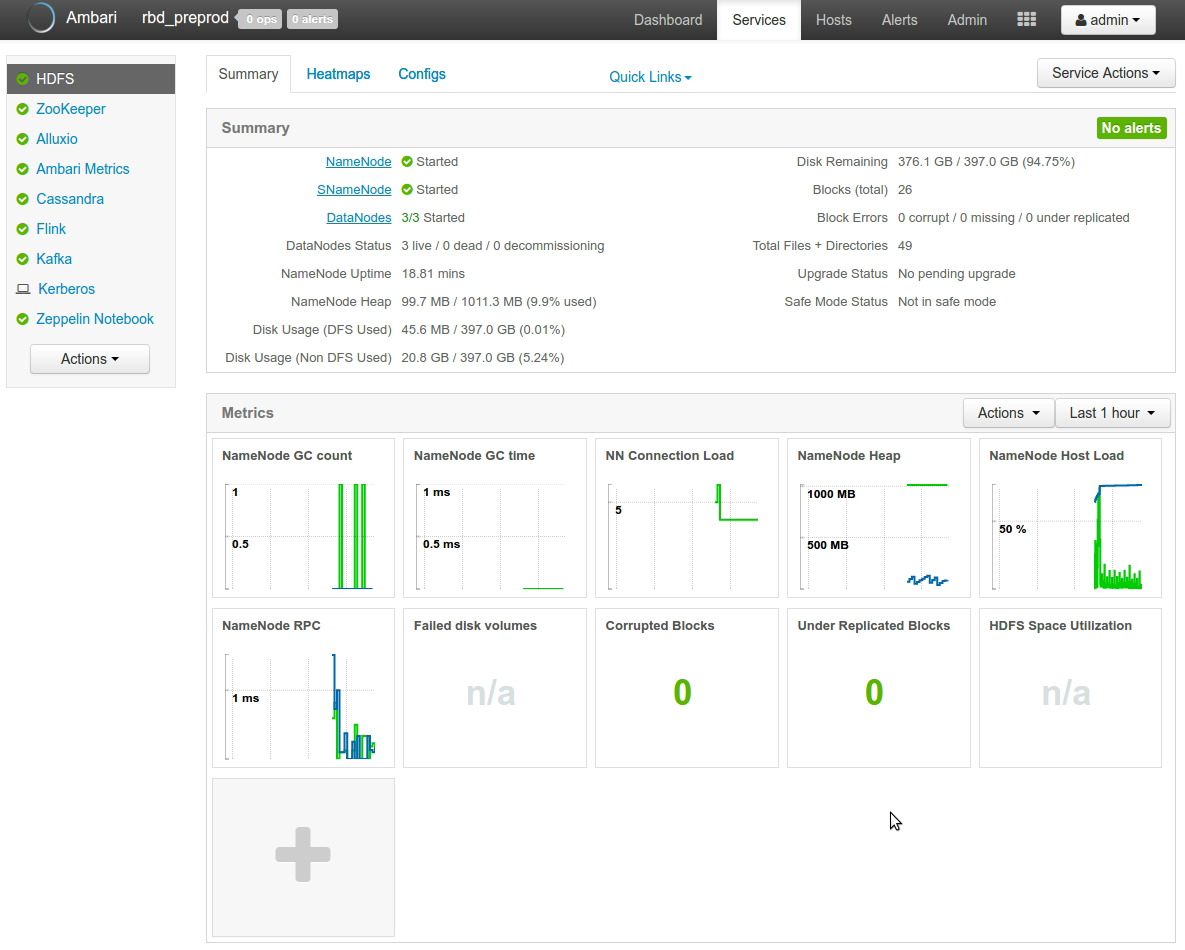 Ambari rbd_preprod 0 ops 0 alerts Dashboard Services Hosts Alerts Admin admin
HDFS
ZooKeeper
Alluxio
Ambari Metrics
Cassandra
Flink
Kafka
Kerberos
Zeppelin Notebook
Actions
Summary Heatmaps Configs Quick Links Service Actions
Summary No alerts
NameNode Started
SNameNode Started
DataNodes 3/3 Started
DataNodes Status 3 live / 0 dead / 0 decommissioning
NameNode Uptime 18.81 mins
NameNode Heap 99.7 MB / 1011.3 MB (9.9% used)
Disk Usage (DFS Used) 45.6 MB / 397.0 GB (0.01%)
Disk Usage (Non DFS Used) 20.8 GB / 397.0 GB (5.24%)
Disk Remaining 376.1 GB / 397.0 GB (94.75%)
Blocks (total) 26
Block Errors 0 corrupt / 0 missing / 0 under replicated
Total Files + Directories 49
Upgrade Status No pending upgrade
Safe Mode Status Not in safe mode
Metrics Actions Last 1 hour
NameNode GC count
1
0.5
NameNode GC time
1 ms
0.5 ms
NN Connection Load
5
NameNode Heap
1000 MB
500 MB
NameNode Host Load
50 %
NameNode RPC
1 ms
Failed disk volumes
n/a
Corrupted Blocks
0
Under Replicated Blocks
0
HDFS Space Utilization
n/a